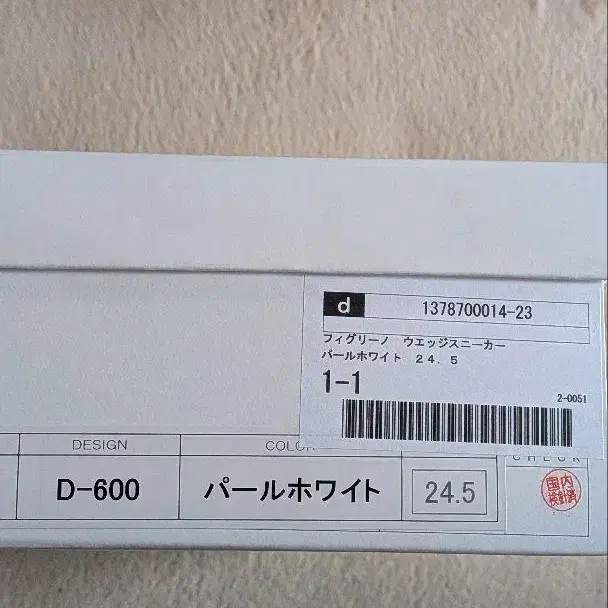 d 1378700014-23
フィグリーノ ウエッジスニーカー
パールホワイト 24.5
1-1
2-0051
DESIGN COLOR CHECK
D-600 パールホワイト 24.5
国内
検針済